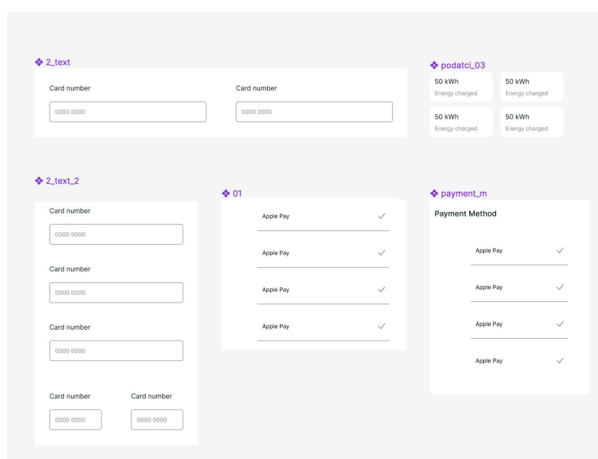 2_text
Card number
Card number
0000 0000
0000 0000
podatci_03
50 kWh
50 kWh
Energy charged
Energy charged
50 kWh
50 kWh
Energy charged
Energy charged
2_text_2
Card number
0000 0000
Card number
0000 0000
Card number
0000 0000
Card number
Card number
0000 0000
0000 0000
01
Apple Pay
Apple Pay
Apple Pay
Apple Pay
payment_m
Payment Method
Apple Pay
Apple Pay
Apple Pay
Apple Pay